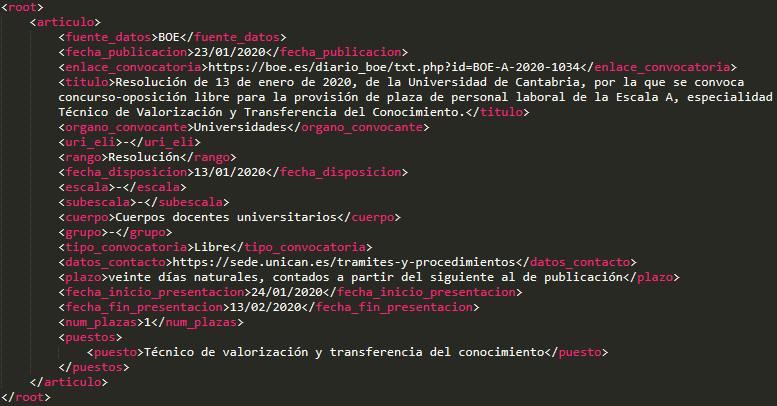 <root>
<articulo>
<fuente_datos>BOE</fuente_datos>
<fecha_publicacion>23/01/2020</fecha_publicacion>
<enlace_convocatoria>https://boe.es/diario_boe/txt.php?id=BOE-A-2020-1034</enlace_convocatoria>
<titulo>Resolución de 13 de enero de 2020, de la Universidad de Cantabria, por la que se convoca
concurso-oposición libre para la provisión de plaza de personal laboral de la Escala A, especialidad
Técnico de Valorización y Transferencia del Conocimiento.</titulo>
<organo_convocante>Universidades</organo_convocante>
<uri_eli>-</uri_eli>
<rango>Resolución</rango>
<fecha_disposicion>13/01/2020</fecha_disposicion>
<escala>-</escala>
<subescala>-</subescala>
<cuerpo>Cuerpos docentes universitarios</cuerpo>
<grupo>-</grupo>
<tipo_convocatoria>Libre</tipo_convocatoria>
<datos_contacto>https://sede.unican.es/tramites-y-procedimientos</datos_contacto>
<plazo>veinte días naturales, contados a partir del siguiente al de publicación</plazo>
<fecha_inicio_presentacion>24/01/2020</fecha_inicio_presentacion>
<fecha_fin_presentacion>13/02/2020</fecha_fin_presentacion>
<num_plazas>1</num_plazas>
<puestos>
<puesto>Técnico de valorización y transferencia del conocimiento</puesto>
</puestos>
</articulo>
</root>